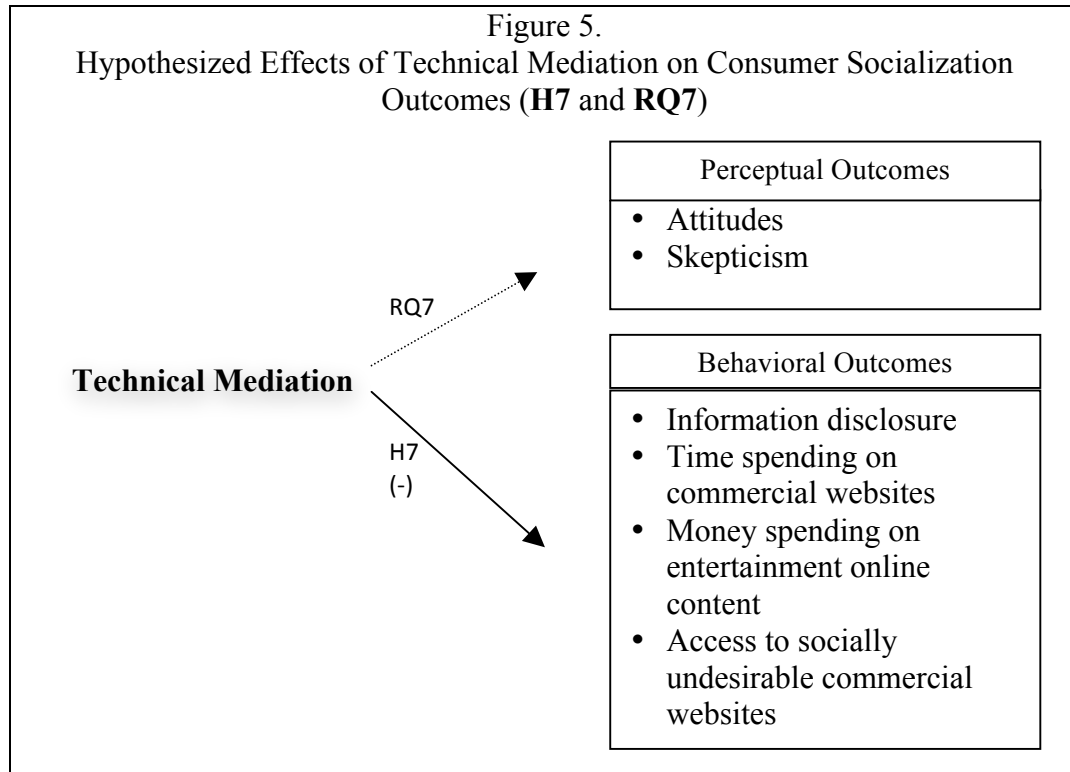 Figure 5.
Hypothesized Effects of Technical Mediation on Consumer Socialization
Outcomes (H7 and RQ7)
Perceptual Outcomes
• Attitudes
• Skepticism
RQ7
Technical Mediation
H7
(-)
Behavioral Outcomes
• Information disclosure
• Time spending on
commercial websites
• Money spending on
entertainment online
content
• Access to socially
undesirable commercial
websites